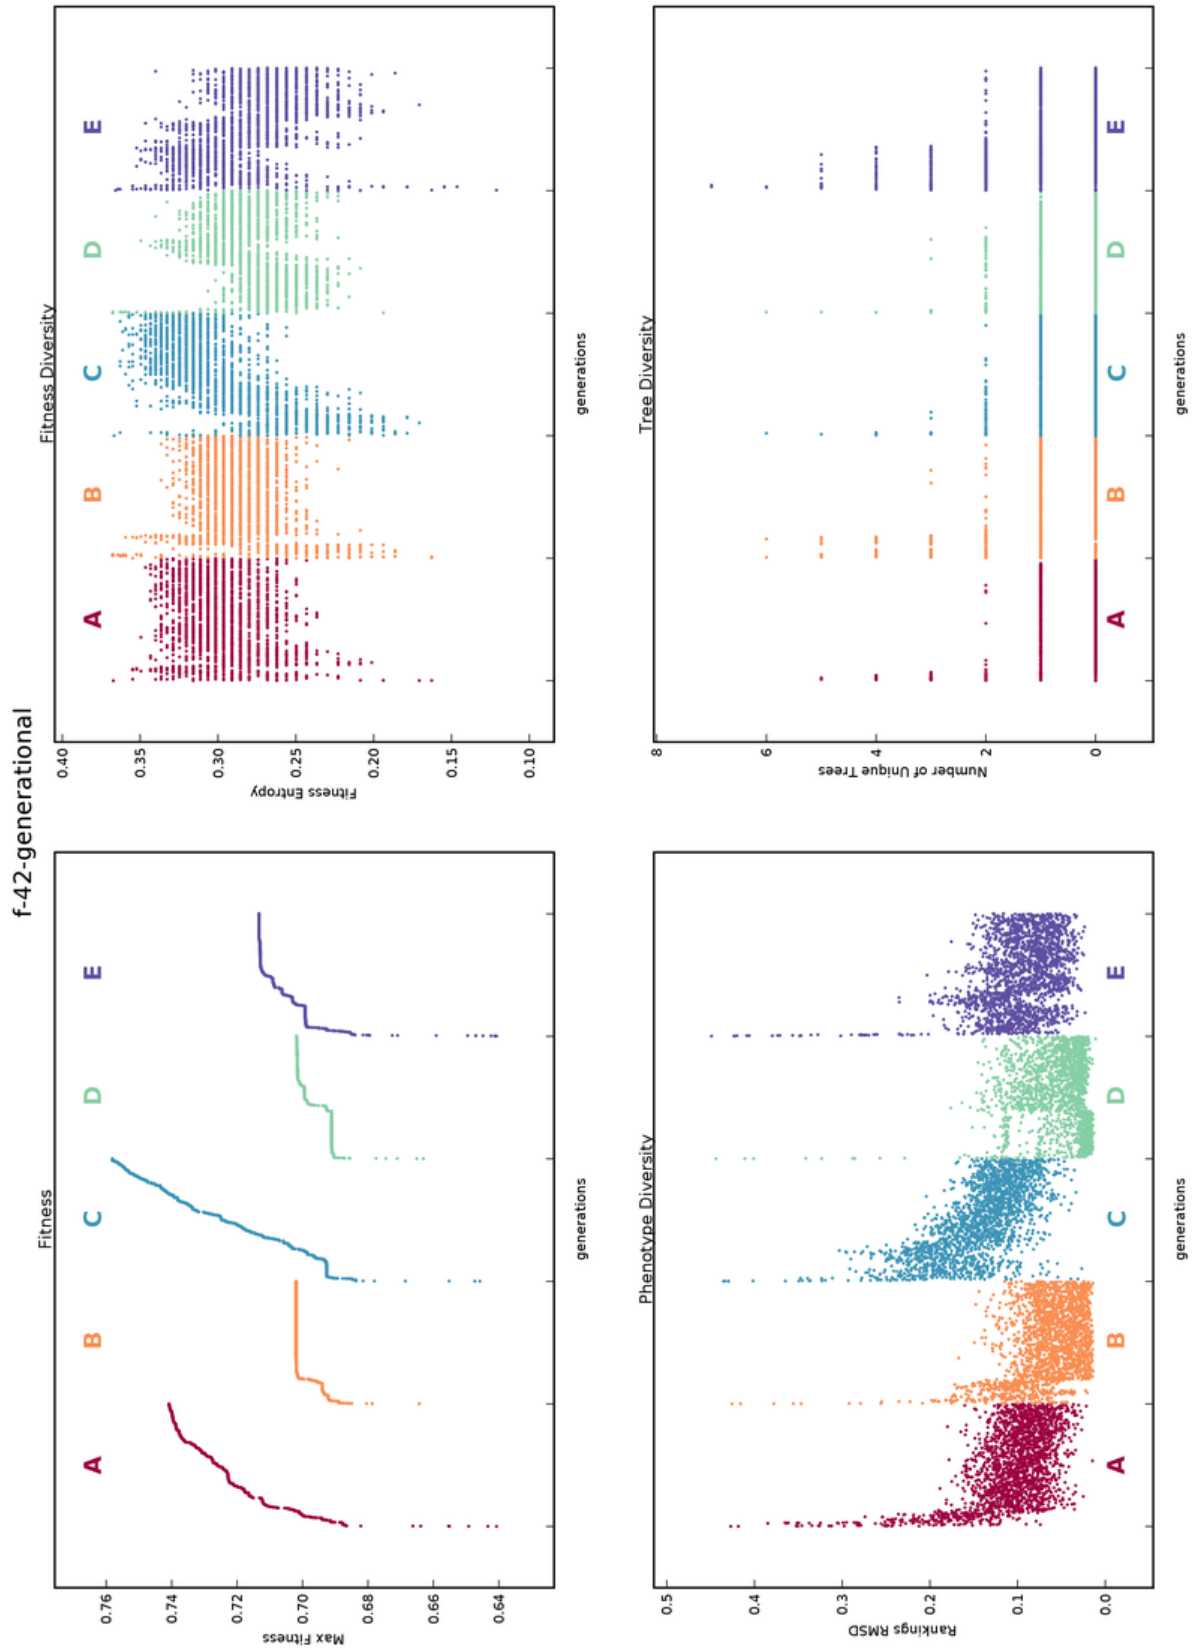 f-42-generational
Fitness
A
B
C
D
E
0.76
0.74
0.72
0.70
0.68
0.66
0.64
Max Fitness
generations
Fitness Diversity
A
B
C
D
E
0.40
0.35
0.30
0.25
0.20
0.15
0.10
Fitness Entropy
generations
Phenotype Diversity
0.5
0.4
0.3
0.2
0.1
0.0
Rankings RMSD
A
B
C
D
E
generations
Tree Diversity
8
6
4
2
0
Number of Unique Trees
A
B
C
D
E
generations